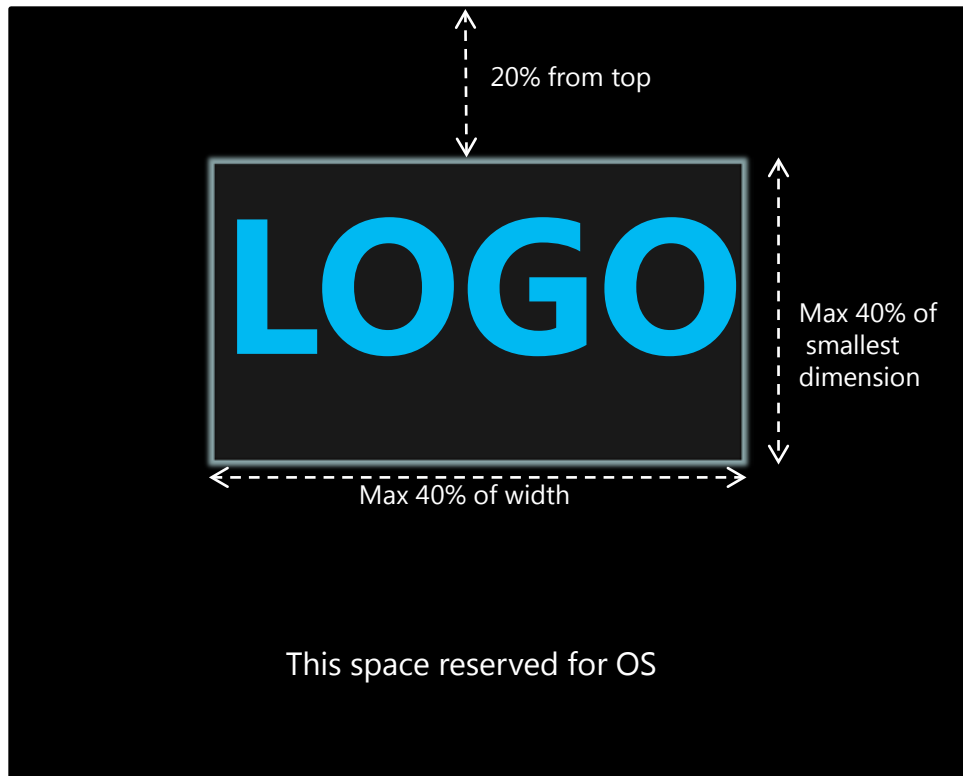 20% from top
LOGO
Max 40% of
smallest
dimension
Max 40% of width
This space reserved for OS